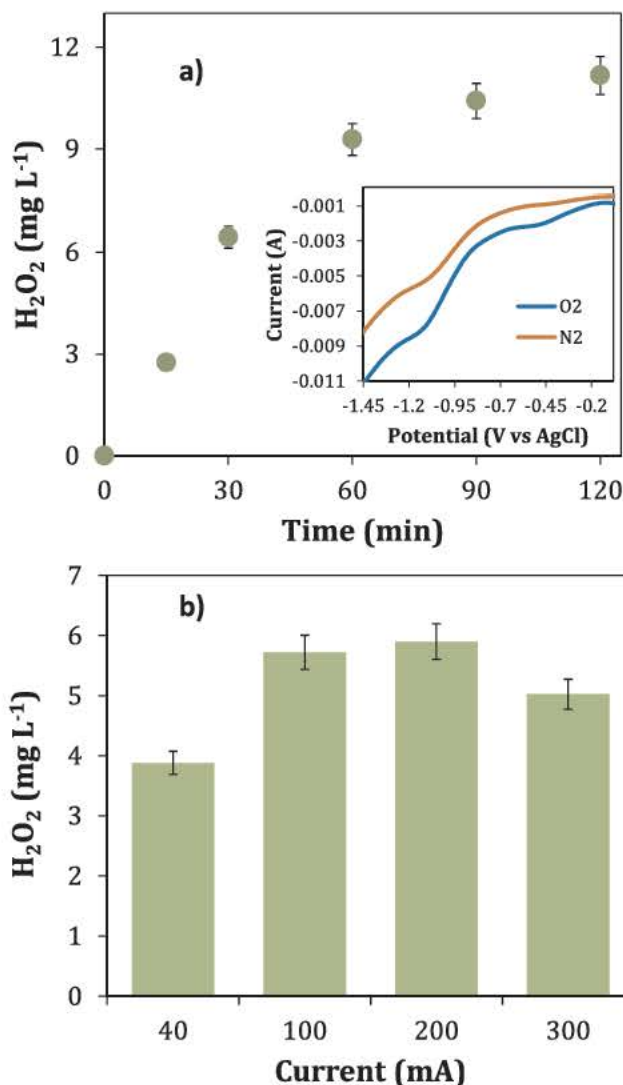 a)
12
9
6
3
0
H₂O₂ (mg L⁻¹)
0 30 60 90 120
Time (min)
-0.001
-0.003
-0.005
-0.007
-0.009
-0.011
Current (A)
O2
N2
-1.45 -1.2 -0.95 -0.7 -0.45 -0.2
Potential (V vs AgCl)
b)
7
6
5
4
3
2
1
0
H₂O₂ (mg L⁻¹)
40 100 200 300
Current (mA)